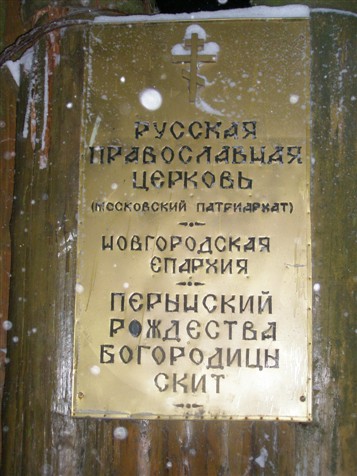 РУССКАЯ
ПРАВОСЛАВНАЯ
ЦЕРКОВЬ
(МОСКОВСКИЙ ПАТРИАРХАТ)
НОВГОРОДСКАЯ
ЕПАРХИЯ
ПЕРЫНСКИЙ
РОЖДЕСТВА
БОГОРОДИЦЫ
СКИТ